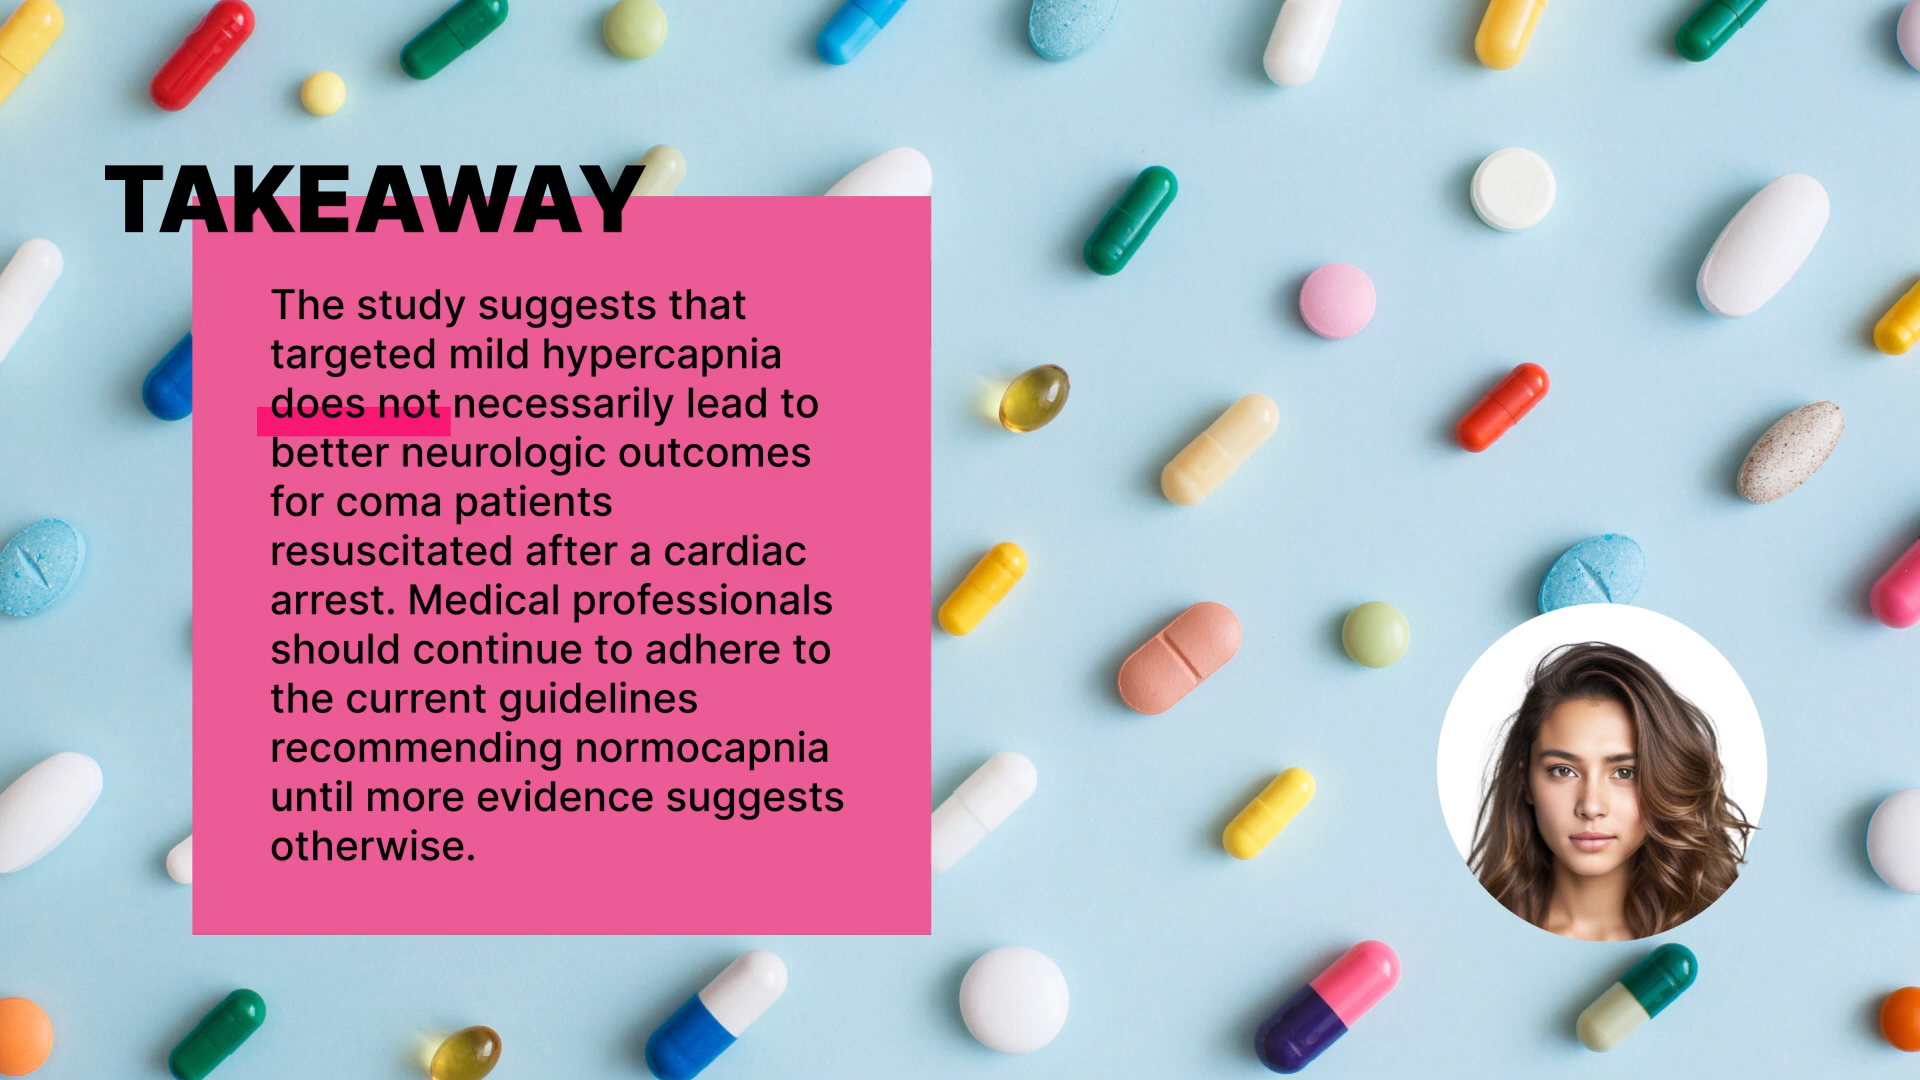 TAKEAWAY
The study suggests that
targeted mild hypercapnia
does not necessarily lead to
better neurologic outcomes
for coma patients
resuscitated after a cardiac
arrest. Medical professionals
should continue to adhere to
the current guidelines
recommending normocapnia
until more evidence suggests
otherwise.